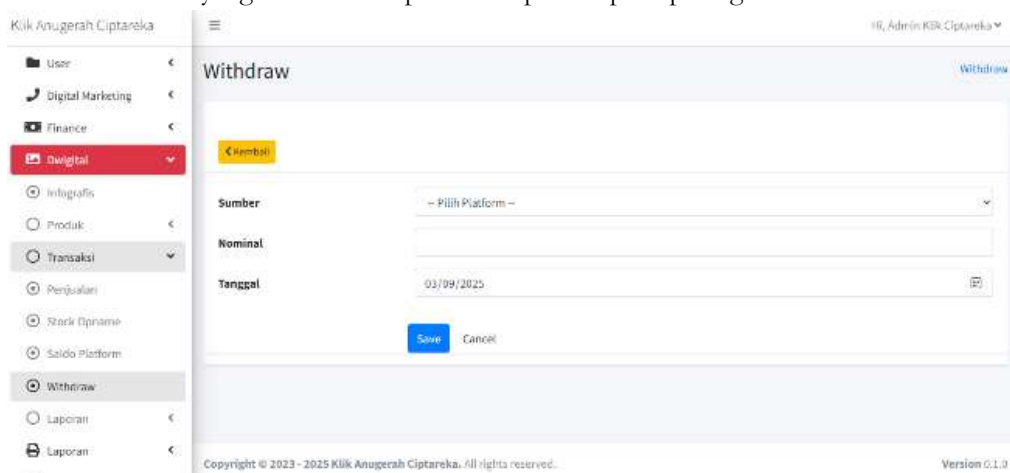 Klik Anugerah Ciptareka
Hi, Admin Klik Ciptareka
User
Digital Marketing
Finance
Dwigital
Infografis
Produk
Transaksi
Penjualan
Stock Opname
Saldo Platform
Withdraw
Laporan
Laporan
Withdraw
Withdraw
Kembali
Sumber
-- Pilih Platform --
Nominal
Tanggal
03/09/2025
Save Cancel
Copyright © 2023 - 2025 Klik Anugerah Ciptareka. All rights reserved.
Version 0.1.0